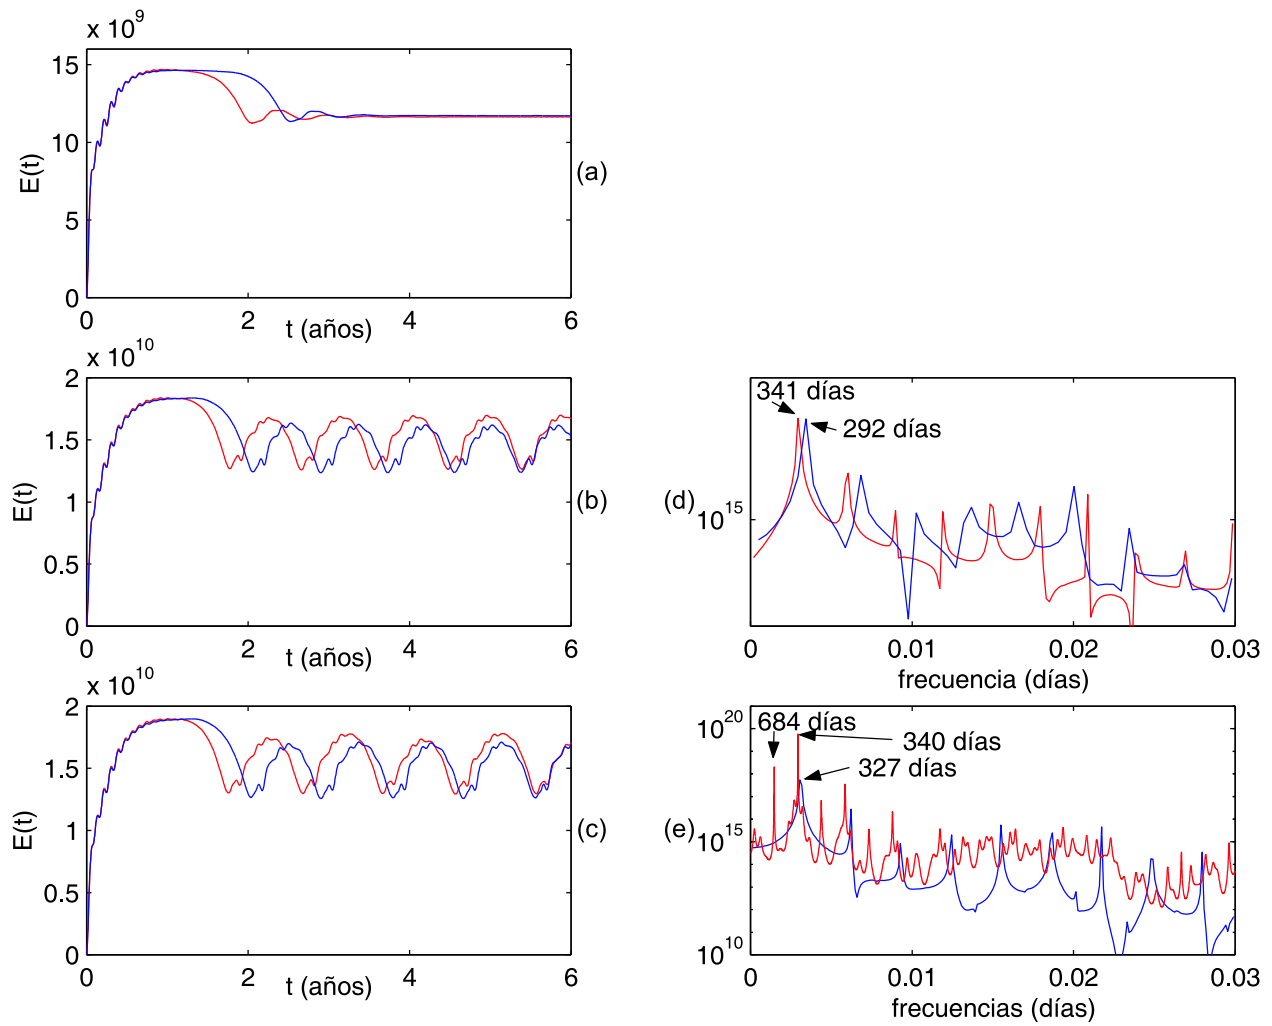 x 10^9
15
10
5
0
E(t)
0 2 4 6
t (años)
(a)
x 10^10
2
1.5
1
0.5
0
E(t)
0 2 4 6
t (años)
(b)
341 días
292 días
(d)
10^15
0 0.01 0.02 0.03
frecuencia (días)
x 10^10
2
1.5
1
0.5
0
E(t)
0 2 4 6
t (años)
(c)
684 días
340 días
327 días
(e)
10^20
10^15
10^10
0 0.01 0.02 0.03
frecuencias (días)